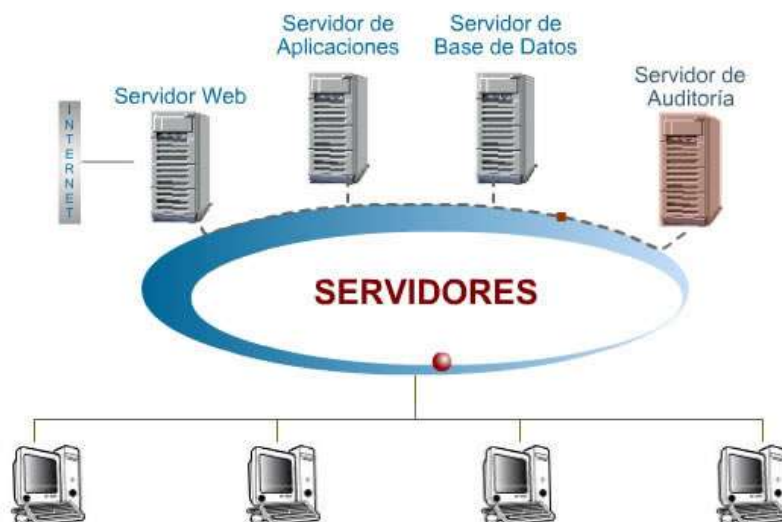 Servidor de
Aplicaciones
Servidor de
Base de Datos
Servidor Web
Servidor de
Auditoría
INTERNET
SERVIDORES